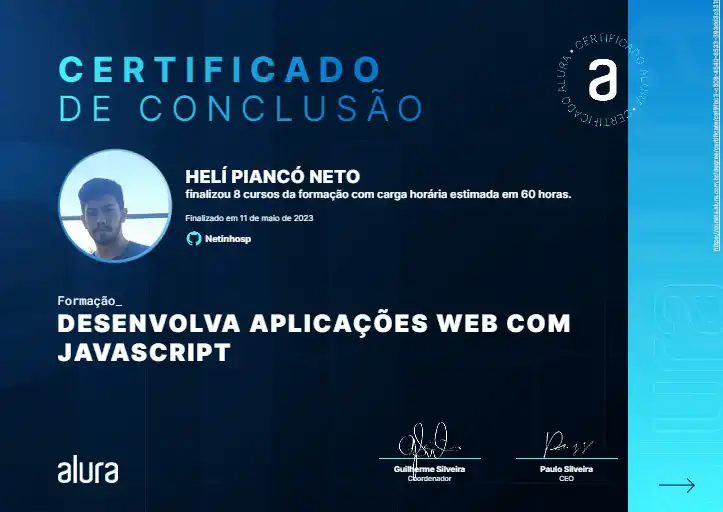 CERTIFICADO
DE CONCLUSÃO
CERTIFICADO ALURA • CERTIFICADO ALURA •
a
HELÍ PIANCÓ NETO
finalizou 8 cursos da formação com carga horária estimada em 60 horas.
Finalizado em 11 de maio de 2023
Netinhosp
Formação_
DESENVOLVA APLICAÇÕES WEB COM
JAVASCRIPT
alura
Guilherme Silveira
Coordenador
Paulo Silveira
CEO
alura